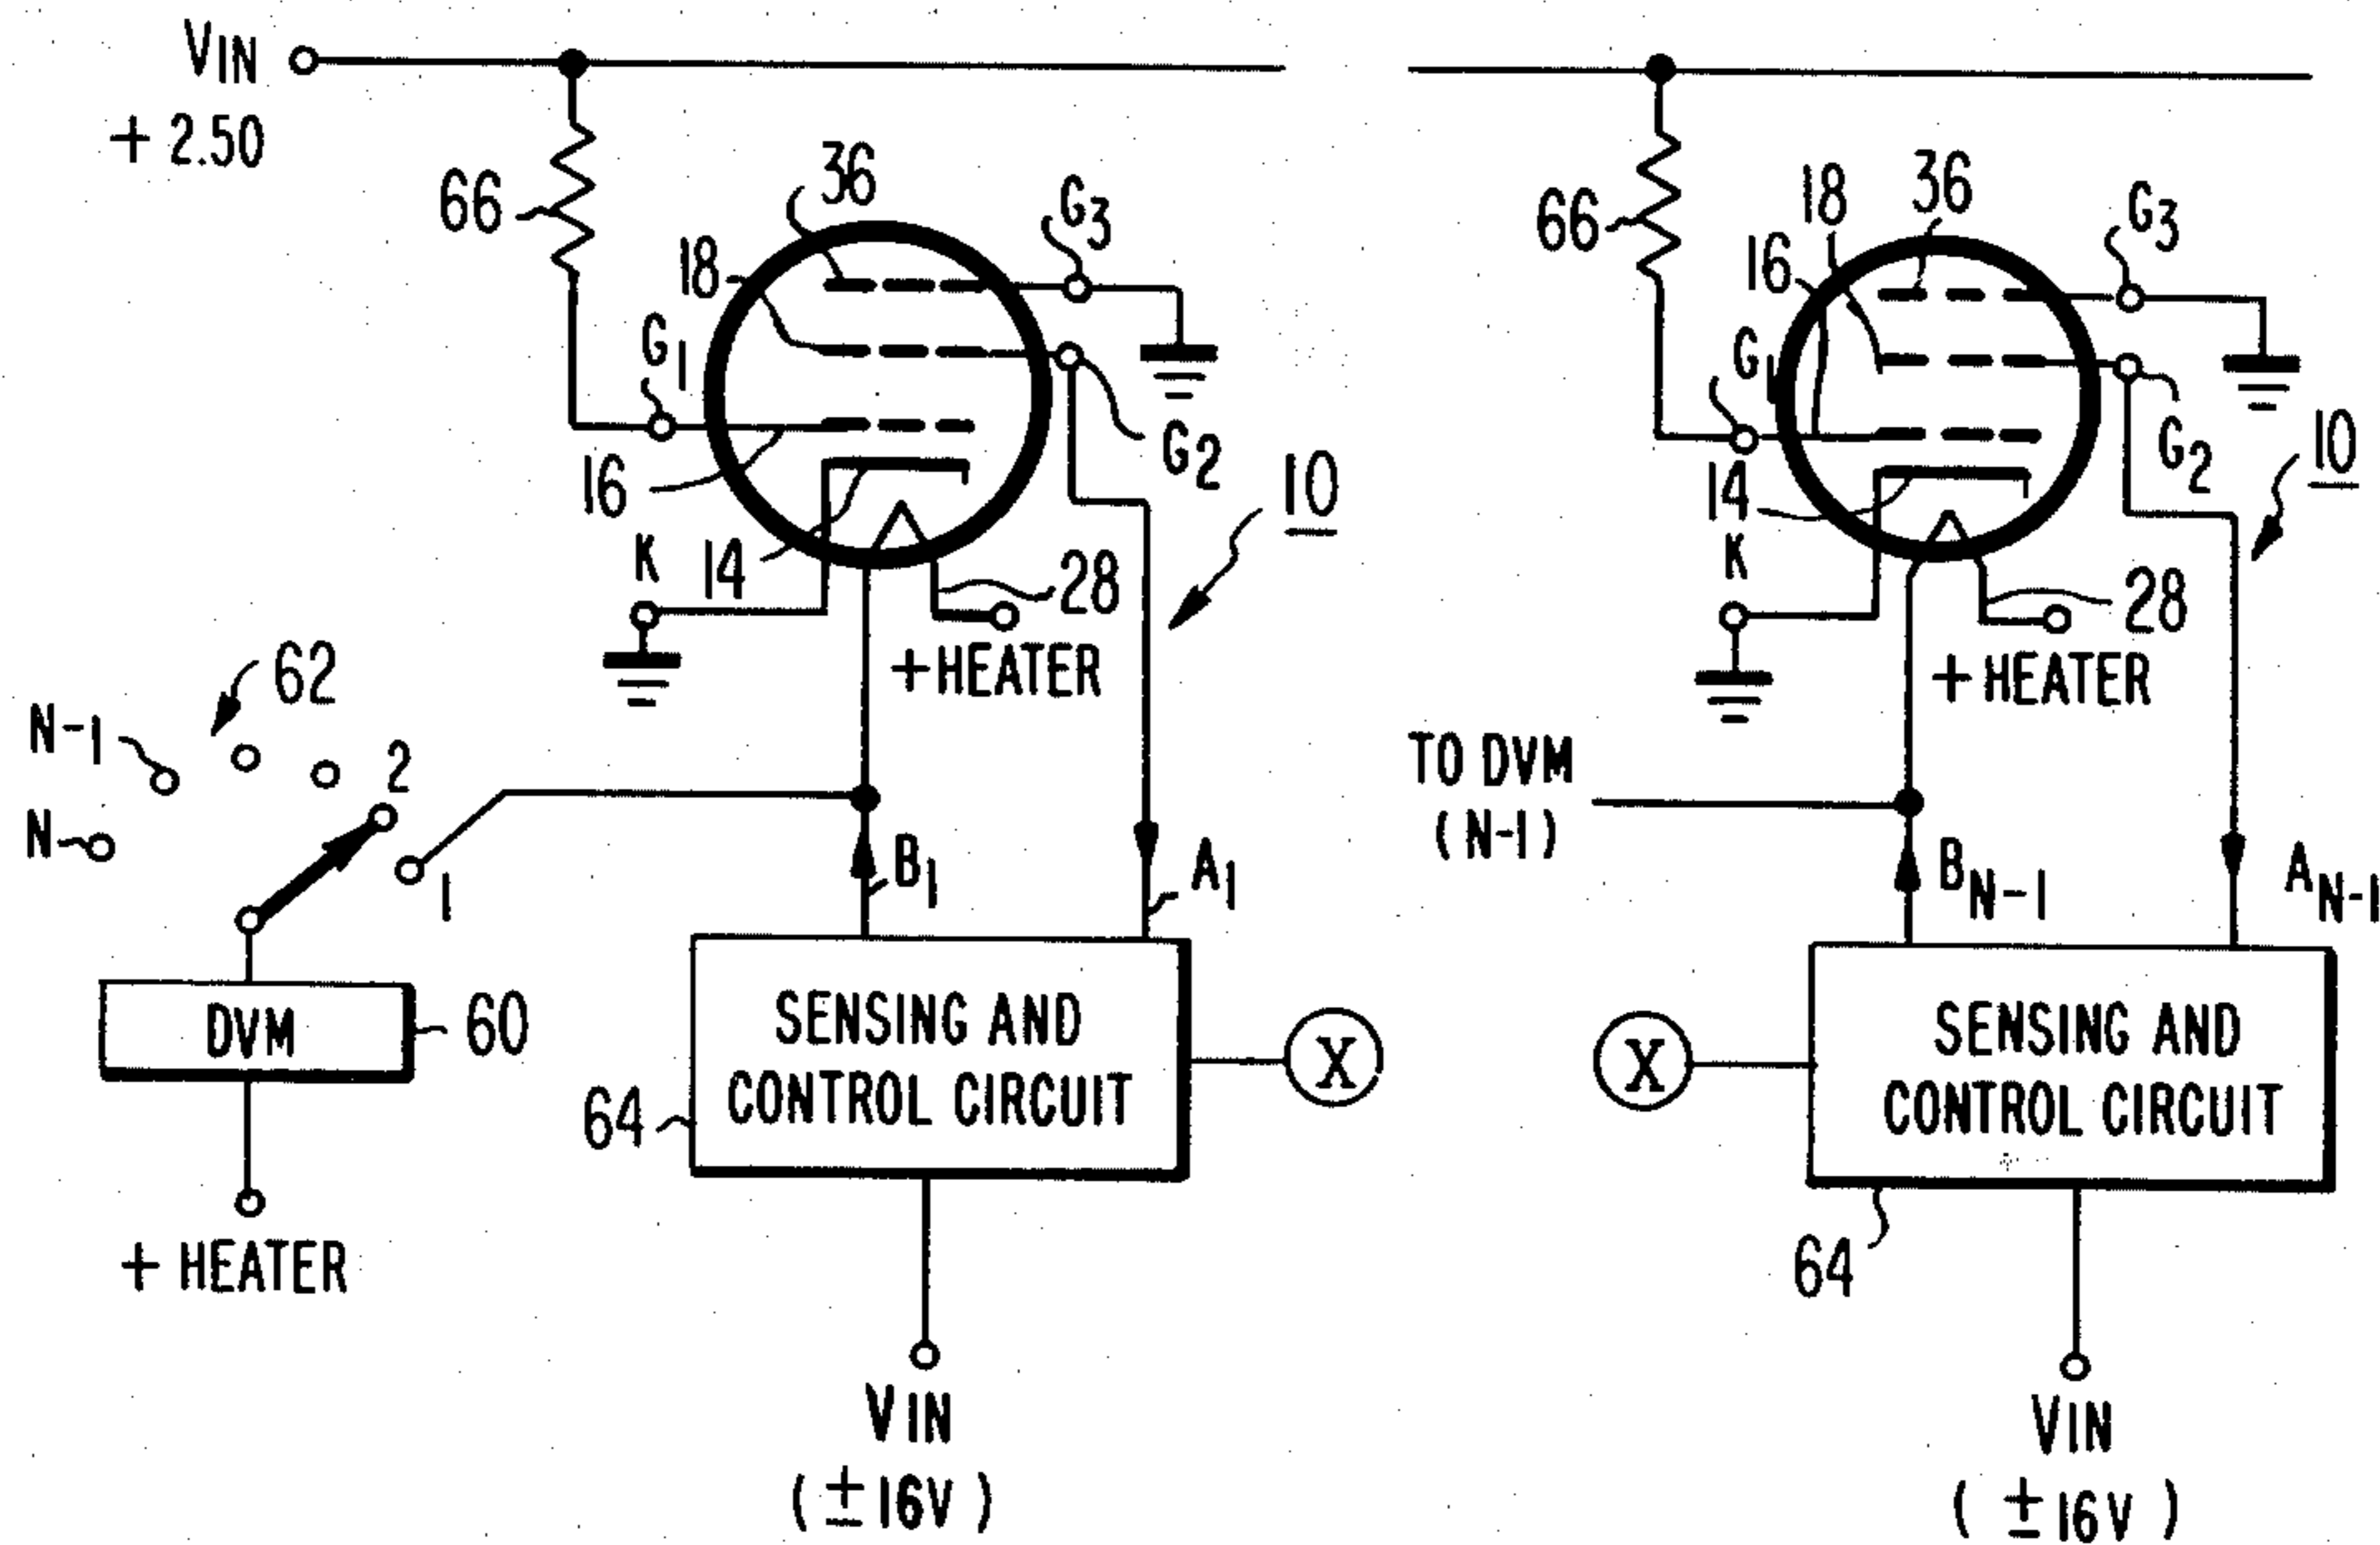 VIN
+ 2.50
66
36
G3
18
G1
G2
16
10
K
14
28
+HEATER
62
N-1
2
N
1
B1
A1
DVM
60
SENSING AND
CONTROL CIRCUIT
X
64
+ HEATER
VIN
( ± 16V )
66
18
36
G3
16
G1
G2
10
14
K
28
+ HEATER
TO DVM
(N-1)
BN-1
AN-1
X
SENSING AND
CONTROL CIRCUIT
64
VIN
( ± 16V )